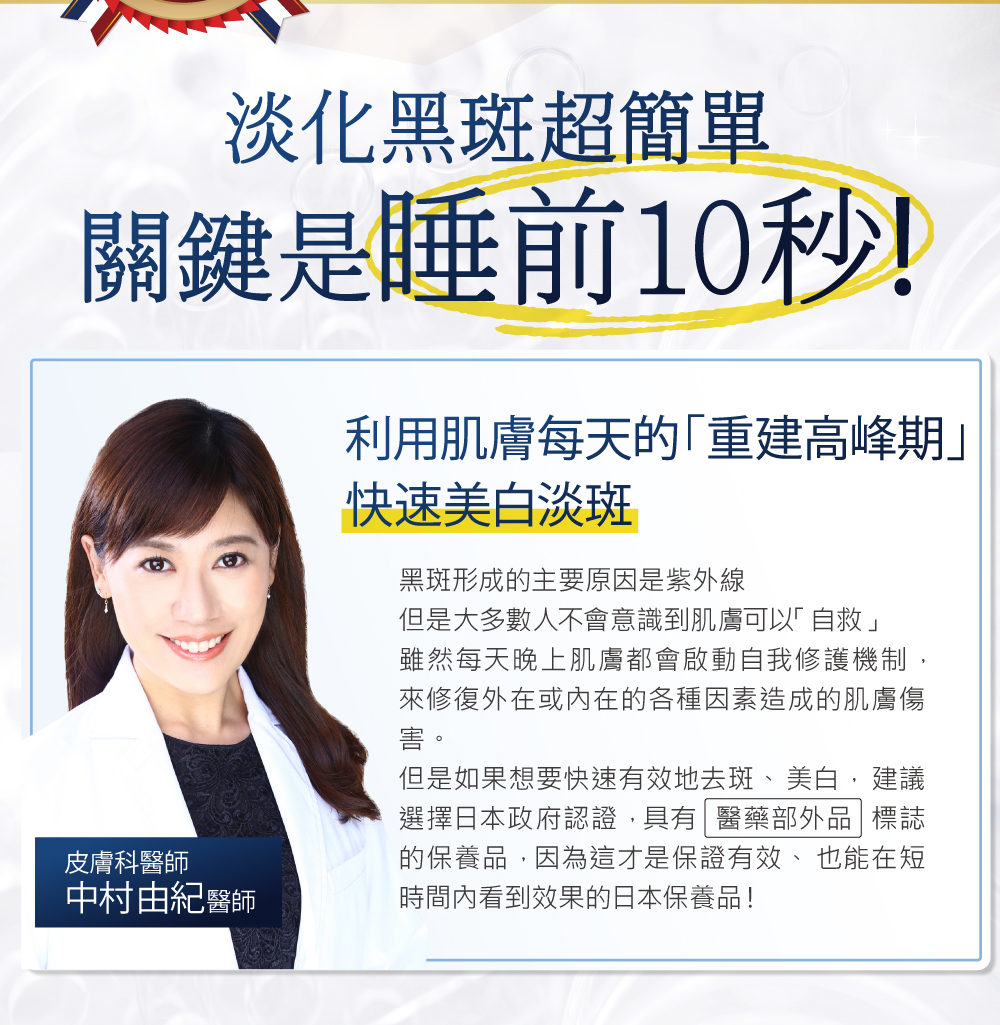 淡化黑斑超簡單
關鍵是睡前10秒!
利用肌膚每天的「重建高峰期」
快速美白淡斑
黑斑形成的主要原因是紫外線
但是大多數人不會意識到肌膚可以「自救」
雖然每天晚上肌膚都會啟動自我修護機制，
來修復外在或內在的各種因素造成的肌膚傷
害。
但是如果想要快速有效地去斑、美白，建議
選擇日本政府認證，具有 醫藥部外品 標誌
的保養品，因為這才是保證有效、也能在短
時間內看到效果的日本保養品!
皮膚科醫師
中村由紀醫師